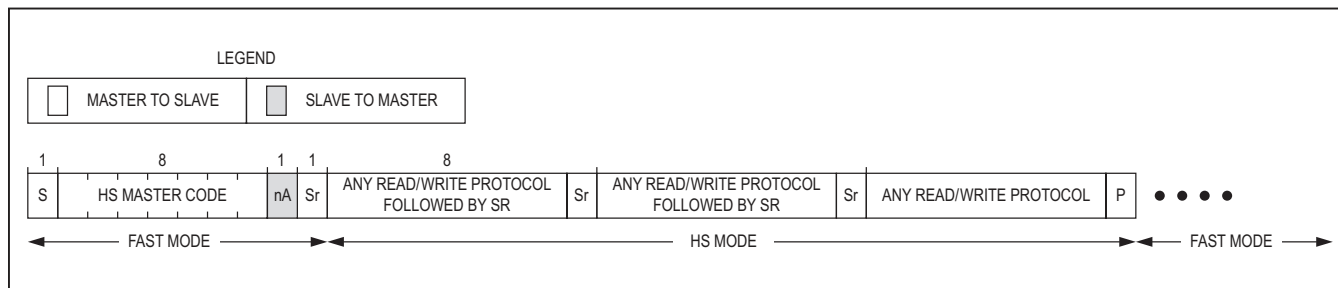 LEGEND
MASTER TO SLAVE SLAVE TO MASTER
1 8 1 1 8
S HS MASTER CODE nA Sr ANY READ/WRITE PROTOCOL FOLLOWED BY SR Sr ANY READ/WRITE PROTOCOL FOLLOWED BY SR Sr ANY READ/WRITE PROTOCOL P
FAST MODE HS MODE FAST MODE